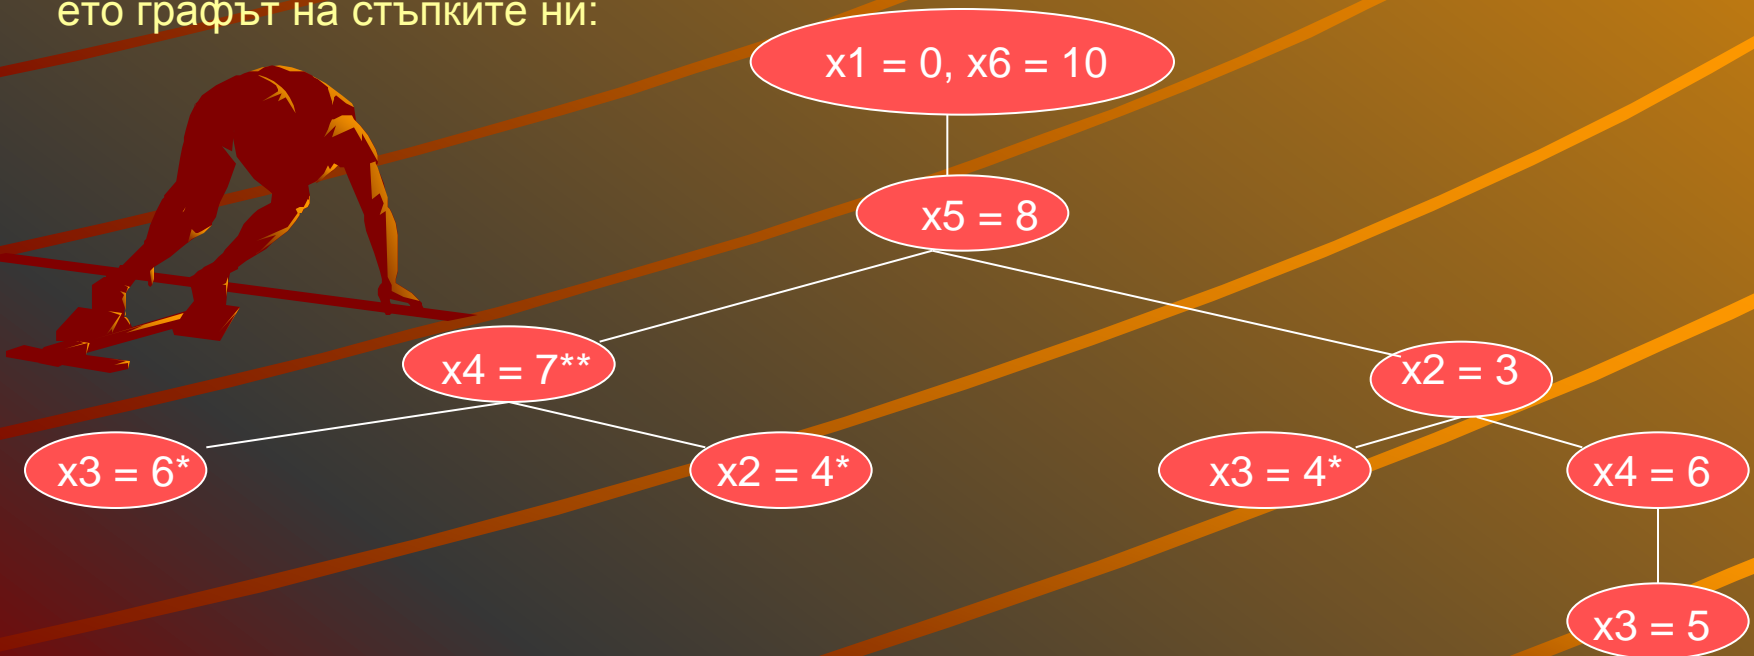 ето графът на стъпките ни:
x1 = 0, x6 = 10
x5 = 8
x4 = 7**
x2 = 3
x3 = 6*
x2 = 4*
x3 = 4*
x4 = 6
x3 = 5